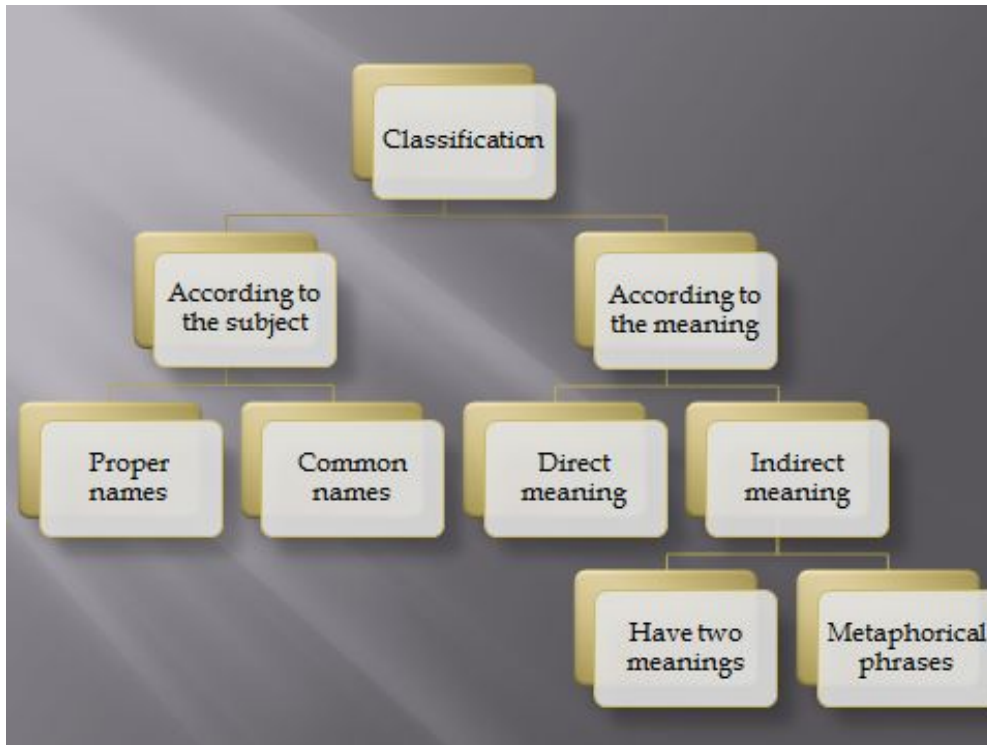 Classification
According to
the subject
According to
the meaning
Proper
names
Common
names
Direct
meaning
Indirect
meaning
Have two
meanings
Metaphorical
phrases